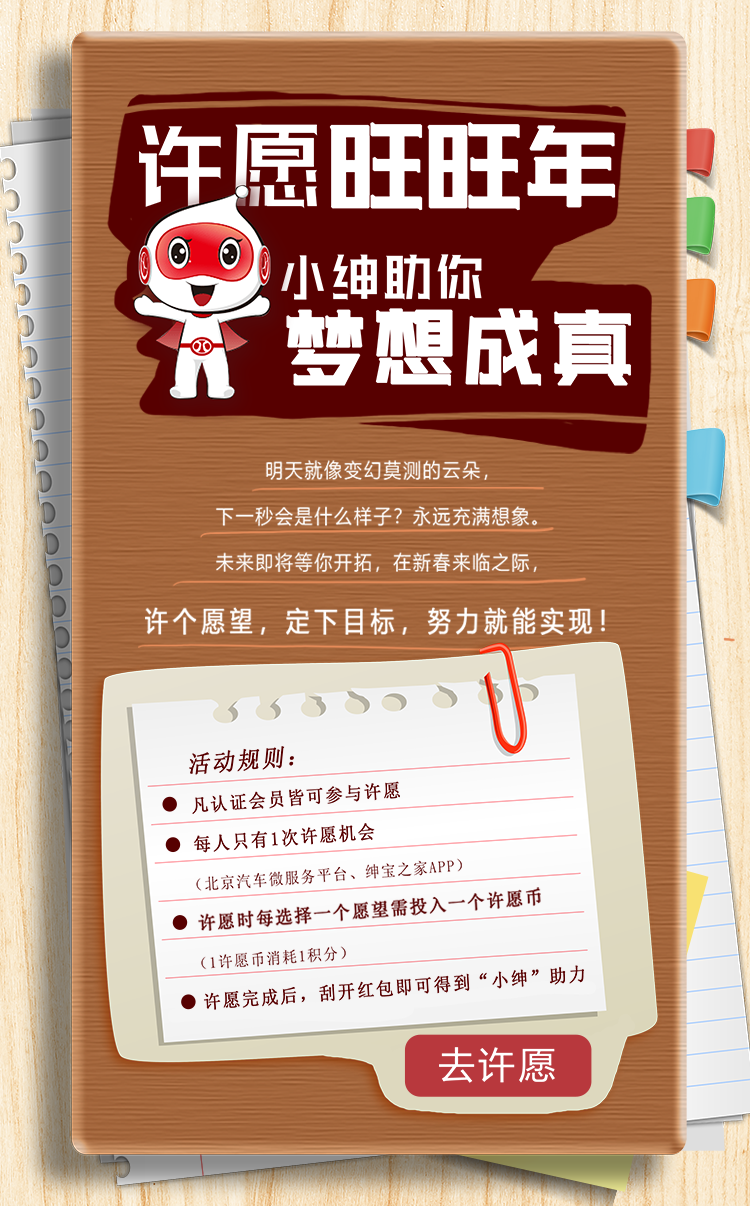 许愿旺旺年
小绅助你
梦想成真
明天就像变幻莫测的云朵，
下一秒会是什么样子？永远充满想象。
未来即将等你开拓，在新春来临之际，
许个愿望，定下目标，努力就能实现！
活动规则：
● 凡认证会员皆可参与许愿
● 每人只有1次许愿机会
（北京汽车微服务平台、绅宝之家APP）
● 许愿时每选择一个愿望需投入一个许愿币
（1许愿币消耗1积分）
● 许愿完成后，刮开红包即可得到“小绅”助力
去许愿